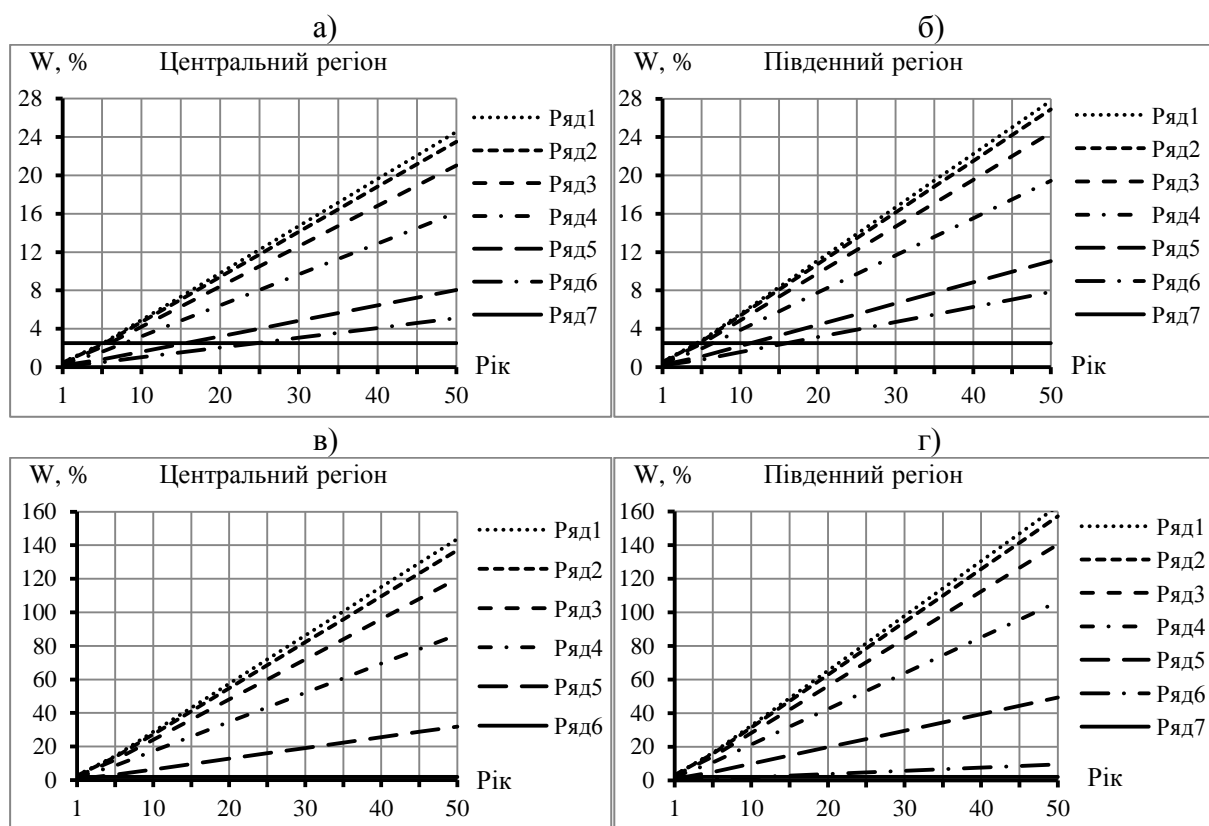 а)
W, %
Центральний регіон
28
24
20
16
12
8
4
0
1
10
20
30
40
50
Рік
Ряд1
Ряд2
Ряд3
Ряд4
Ряд5
Ряд6
Ряд7
б)
W, %
Південний регіон
28
24
20
16
12
8
4
0
1
10
20
30
40
50
Рік
Ряд1
Ряд2
Ряд3
Ряд4
Ряд5
Ряд6
Ряд7
в)
W, %
Центральний регіон
160
140
120
100
80
60
40
20
0
1
10
20
30
40
50
Рік
Ряд1
Ряд2
Ряд3
Ряд4
Ряд5
Ряд6
г)
W, %
Південний регіон
160
140
120
100
80
60
40
20
0
1
10
20
30
40
50
Рік
Ряд1
Ряд2
Ряд3
Ряд4
Ряд5
Ряд6
Ряд7